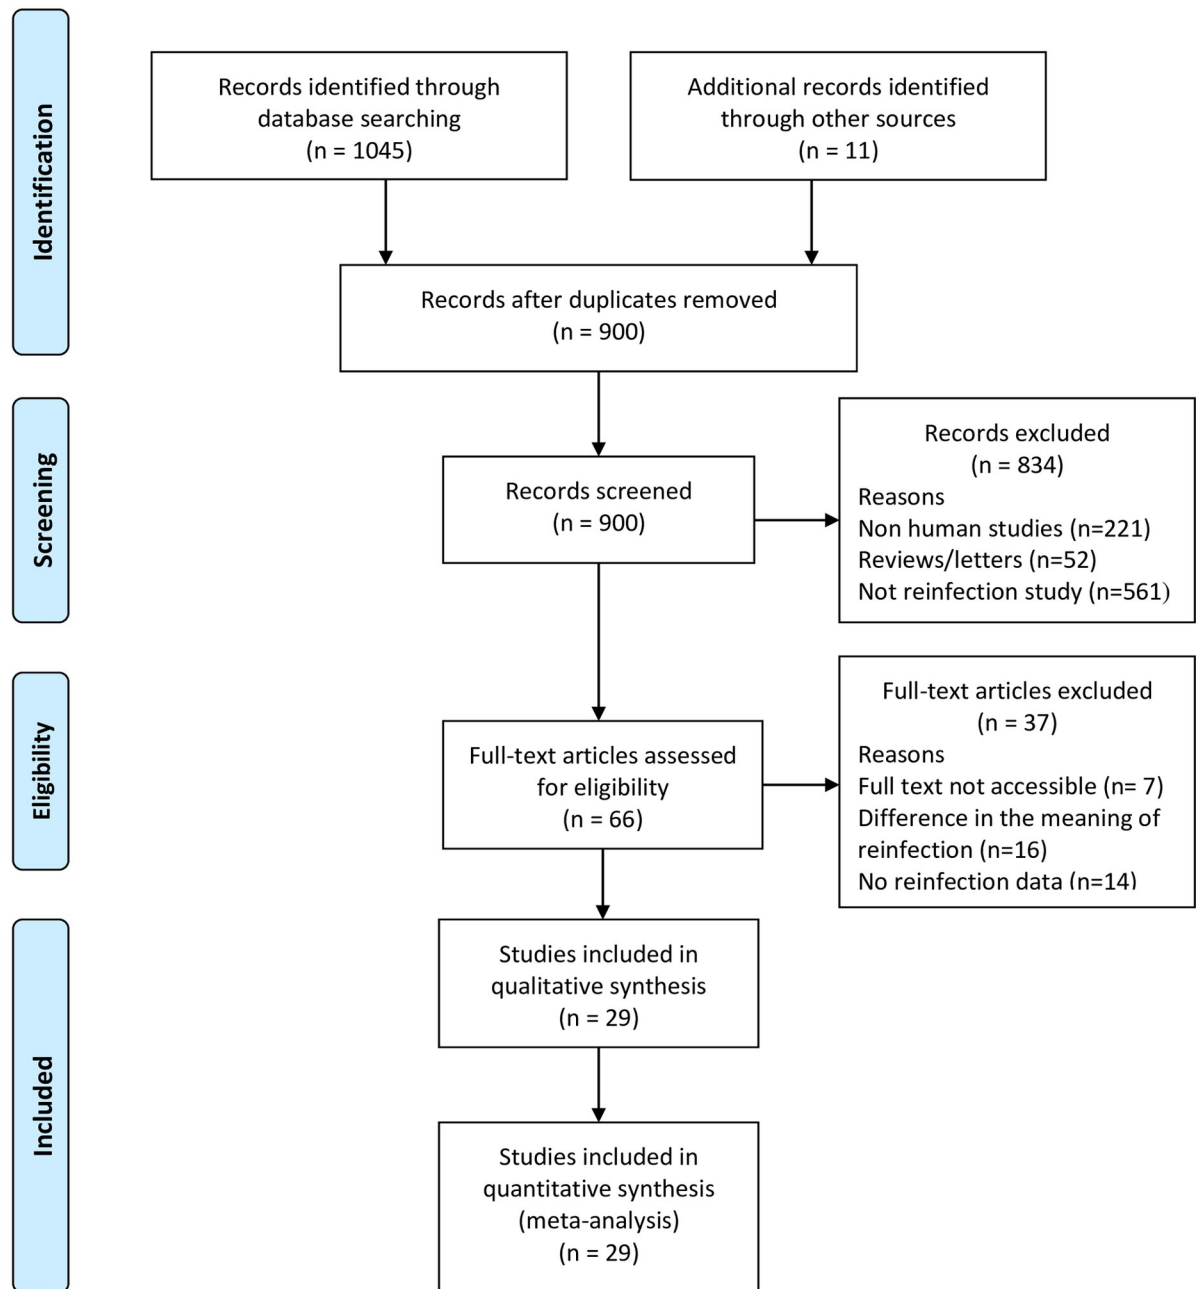 Identification
Records identified through
database searching
(n = 1045)
Additional records identified
through other sources
(n = 11)
Records after duplicates removed
(n = 900)
Screening
Records screened
(n = 900)
Records excluded
(n = 834)
Reasons
Non human studies (n=221)
Reviews/letters (n=52)
Not reinfection study (n=561)
Eligibility
Full-text articles assessed
for eligibility
(n = 66)
Full-text articles excluded
(n = 37)
Reasons
Full text not accessible (n= 7)
Difference in the meaning of
reinfection (n=16)
No reinfection data (n=14)
Included
Studies included in
qualitative synthesis
(n = 29)
Studies included in
quantitative synthesis
(meta-analysis)
(n = 29)